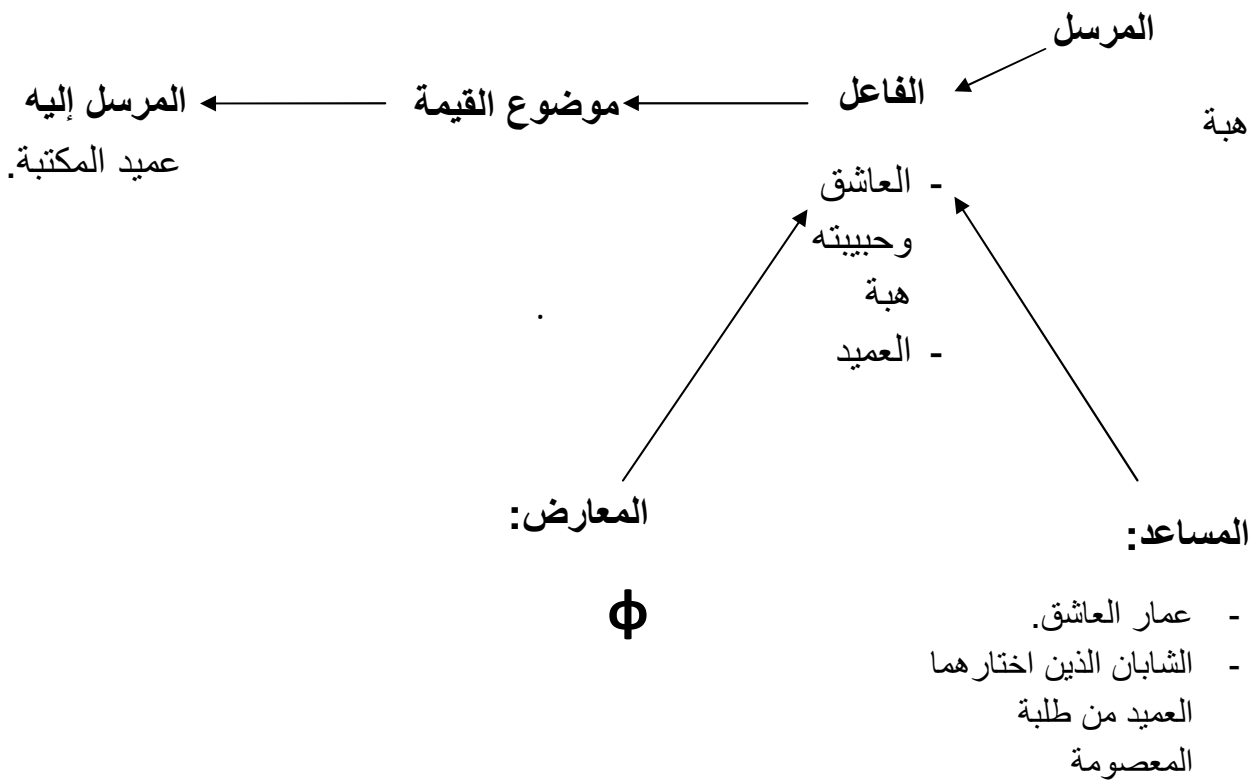 المرسل
هبة
الفاعل
- العاشق
وحبيبته
هبة
- العميد
موضوع القيمة
.
المرسل إليه
عميد المكتبة.
المساعد:
- عمار العاشق.
- الشابان الذين اختارهما
العميد من طلبة
المعصومة
المعارض:
ф